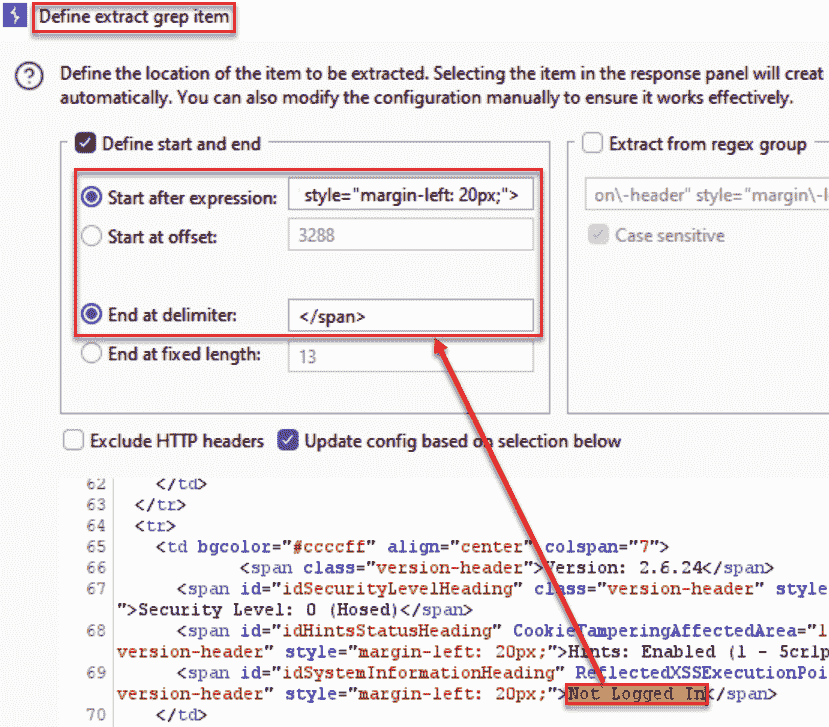 Define extract grep item
Define the location of the item to be extracted. Selecting the item in the response panel will creat
automatically. You can also modify the configuration manually to ensure it works effectively.
Define start and end
Extract from regex group
Start after expression: style="margin-left: 20px;">
on\-header" style="margin\-l
Start at offset: 3288
Case sensitive
End at delimiter: </span>
End at fixed length: 13
Exclude HTTP headers
Update config based on selection below
62 </td>
63 </tr>
64 <tr>
65 <td bgcolor="#ccccff" align="center" colspan="7">
66 <span class="version-header">Version: 2.6.24</span>
67 <span id="idSecurityLevelHeading" class="version-header" style
">Security Level: 0 (Hosed)</span>
68 <span id="idHintsStatusHeading" CookieTamperingAffectedArea="1
version-header" style="margin-left: 20px;">Hints: Enabled (1 - 5crlp
69 <span id="idSystemInformationHeading" ReflectedXSSExecutionPoi
version-header" style="margin-left: 20px;">Not Logged In</span>
70 </td>